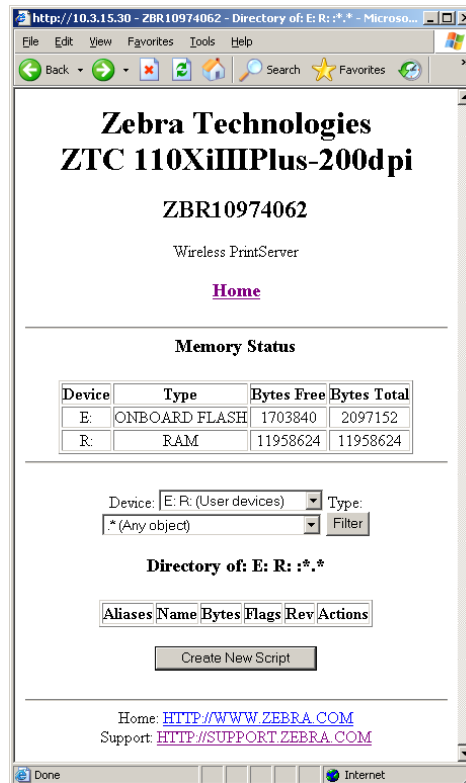 http://10.3.15.30 - ZBR10974062 - Directory of: E: R: :*.* - Microso...
File Edit View Favorites Tools Help
Back Search Favorites
Zebra Technologies
ZTC 110XiIIIPlus-200dpi
ZBR10974062
Wireless PrintServer
Home
Memory Status
Device Type Bytes Free Bytes Total
E: ONBOARD FLASH 1703840 2097152
R: RAM 11958624 11958624
Device: E: R: (User devices) Type:
.* (Any object) Filter
Directory of: E: R: :*.*
Aliases Name Bytes Flags Rev Actions
Create New Script
Home: HTTP://WWW.ZEBRA.COM
Support: HTTP://SUPPORT.ZEBRA.COM
Done Internet